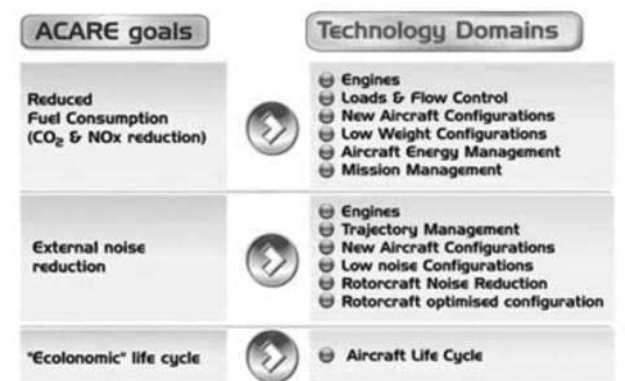 ACARE goals
Technology Domains
Reduced
Fuel Consumption
(CO₂ & NOx reduction)
Engines
Loads & Flow Control
New Aircraft Configurations
Low Weight Configurations
Aircraft Energy Management
Mission Management
External noise
reduction
Engines
Trajectory Management
New Aircraft Configurations
Low noise Configurations
Rotorcraft Noise Reduction
Rotorcraft optimised configuration
"Ecolonomic" life cycle
Aircraft Life Cycle